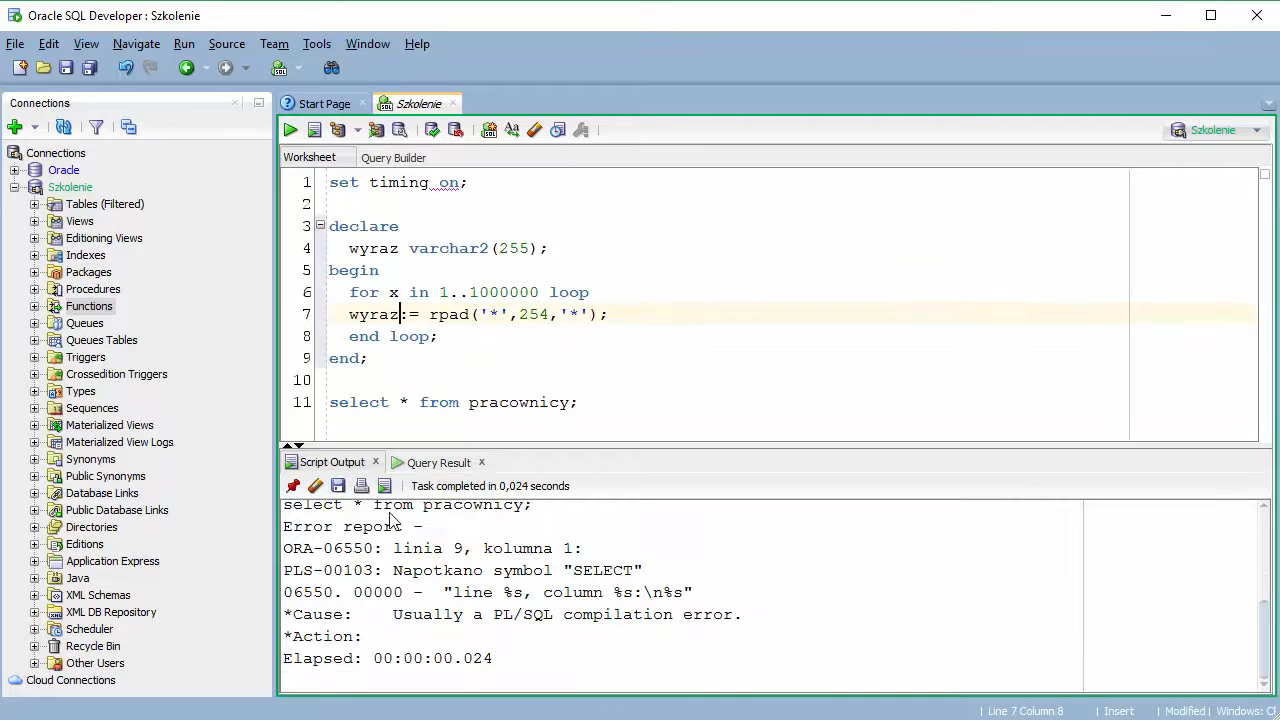 Oracle SQL Developer : Szkolenie
File Edit View Navigate Run Source Team Tools Window Help
Connections
Start Page
Szkolenie
Szkolenie
Worksheet Query Builder
Connections
Oracle
Szkolenie
Tables (Filtered)
Views
Editioning Views
Indexes
Packages
Procedures
Functions
Queues
Queues Tables
Triggers
Crossedition Triggers
Types
Sequences
Materialized Views
Materialized View Logs
Synonyms
Public Synonyms
Database Links
Public Database Links
Directories
Editions
Application Express
Java
XML Schemas
XML DB Repository
Scheduler
Recycle Bin
Other Users
Cloud Connections
1 set timing on;
2
3 declare
4 wyraz varchar2(255);
5 begin
6 for x in 1..1000000 loop
7 wyraz:= rpad('*',254,'*');
8 end loop;
9 end;
10
11 select * from pracownicy;
Script Output Query Result
Task completed in 0,024 seconds
select * from pracownicy;
Error report -
ORA-06550: linia 9, kolumna 1:
PLS-00103: Napotkano symbol "SELECT"
06550. 00000 - "line %s, column %s:\n%s"
*Cause: Usually a PL/SQL compilation error.
*Action:
Elapsed: 00:00:00.024
Line 7 Column 8 Insert Modified Windows: